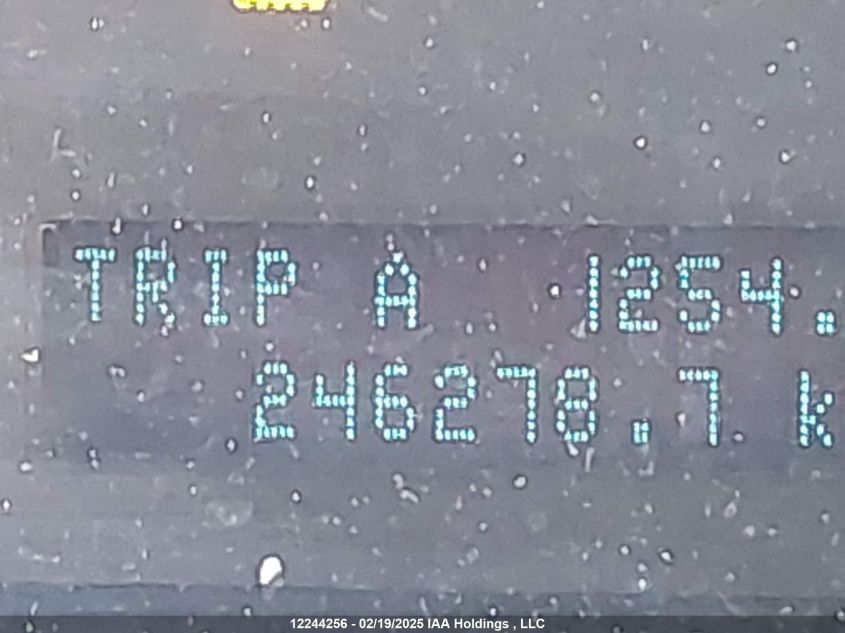 TRIP A 1254.
246278.7 k
12244256 - 02/19/2025 IAA Holdings , LLC